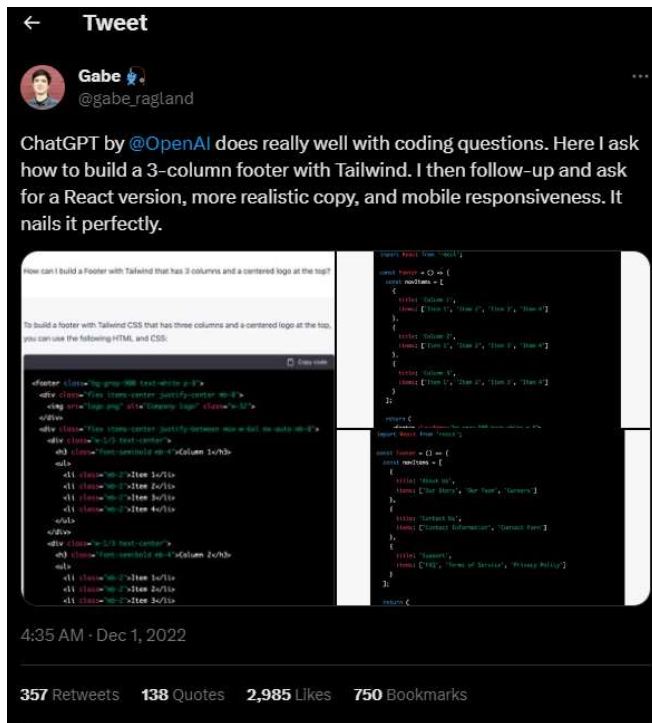 Tweet
Gabe
@gabe_ragland
ChatGPT by @OpenAI does really well with coding questions. Here I ask
how to build a 3-column footer with Tailwind. I then follow-up and ask
for a React version, more realistic copy, and mobile responsiveness. It
nails it perfectly.
How can I build a Footer with Tailwind that has 3 columns and a centered logo at the top?
To build a footer with Tailwind CSS that has three columns and a centered logo at the top,
you can use the following HTML and CSS:
Copy code
<footer class="bg-gray-900 text-white p-8">
<div class="flex items-center justify-center mb-8">
<img src="logo.png" alt="Company logo" class="w-32">
</div>
<div class="flex items-center justify-between max-w-6xl mx-auto mb-8">
<div class="w-1/3 text-center">
<h3 class="font-semibold mb-4">Column 1</h3>
<ul>
<li class="mb-2">Item 1</li>
<li class="mb-2">Item 2</li>
<li class="mb-2">Item 3</li>
<li class="mb-2">Item 4</li>
</ul>
</div>
<div class="w-1/3 text-center">
<h3 class="font-semibold mb-4">Column 2</h3>
<ul>
<li class="mb-2">Item 1</li>
<li class="mb-2">Item 2</li>
<li class="mb-2">Item 3</li>
import React from 'react';
const Footer = () => {
const navItems = [
{
title: 'Column 1',
items: ['Item 1', 'Item 2', 'Item 3', 'Item 4']
},
{
title: 'Column 2',
items: ['Item 1', 'Item 2', 'Item 3', 'Item 4']
},
{
title: 'Column 3',
items: ['Item 1', 'Item 2', 'Item 3', 'Item 4']
}
];
return (
import React from 'react';
const Footer = () => {
const navItems = [
{
title: 'About Us',
items: ['Our Story', 'Our Team', 'Careers']
},
{
title: 'Contact Us',
items: ['Contact Information', 'Contact Form']
},
{
title: 'Support',
items: ['FAQ', 'Terms of Service', 'Privacy Policy']
}
];
return (
4:35 AM · Dec 1, 2022
357 Retweets 138 Quotes 2,985 Likes 750 Bookmarks